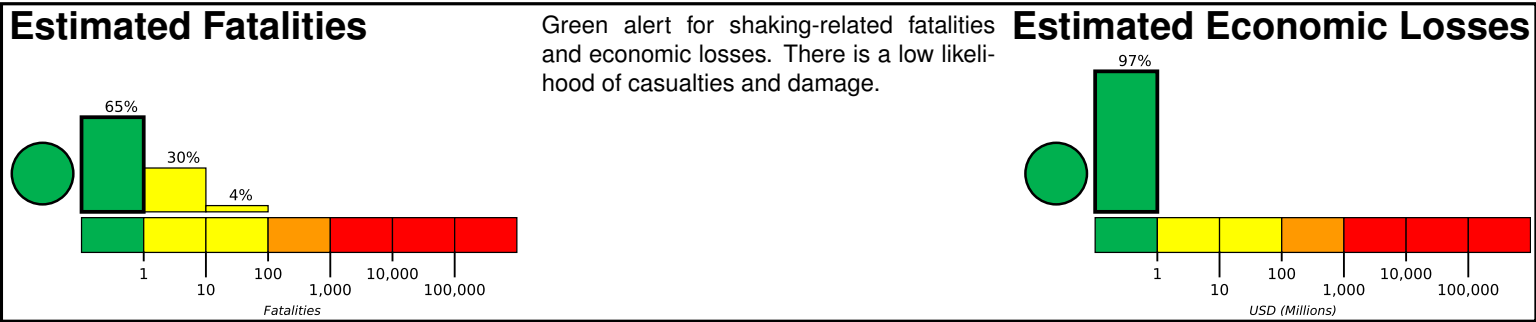 Estimated Fatalities
65%
30%
4%
1
10
100
1,000
10,000
100,000
Fatalities
Green alert for shaking-related fatalities
and economic losses. There is a low likeli-
hood of casualties and damage.
Estimated Economic Losses
97%
1
10
100
1,000
10,000
100,000
USD (Millions)